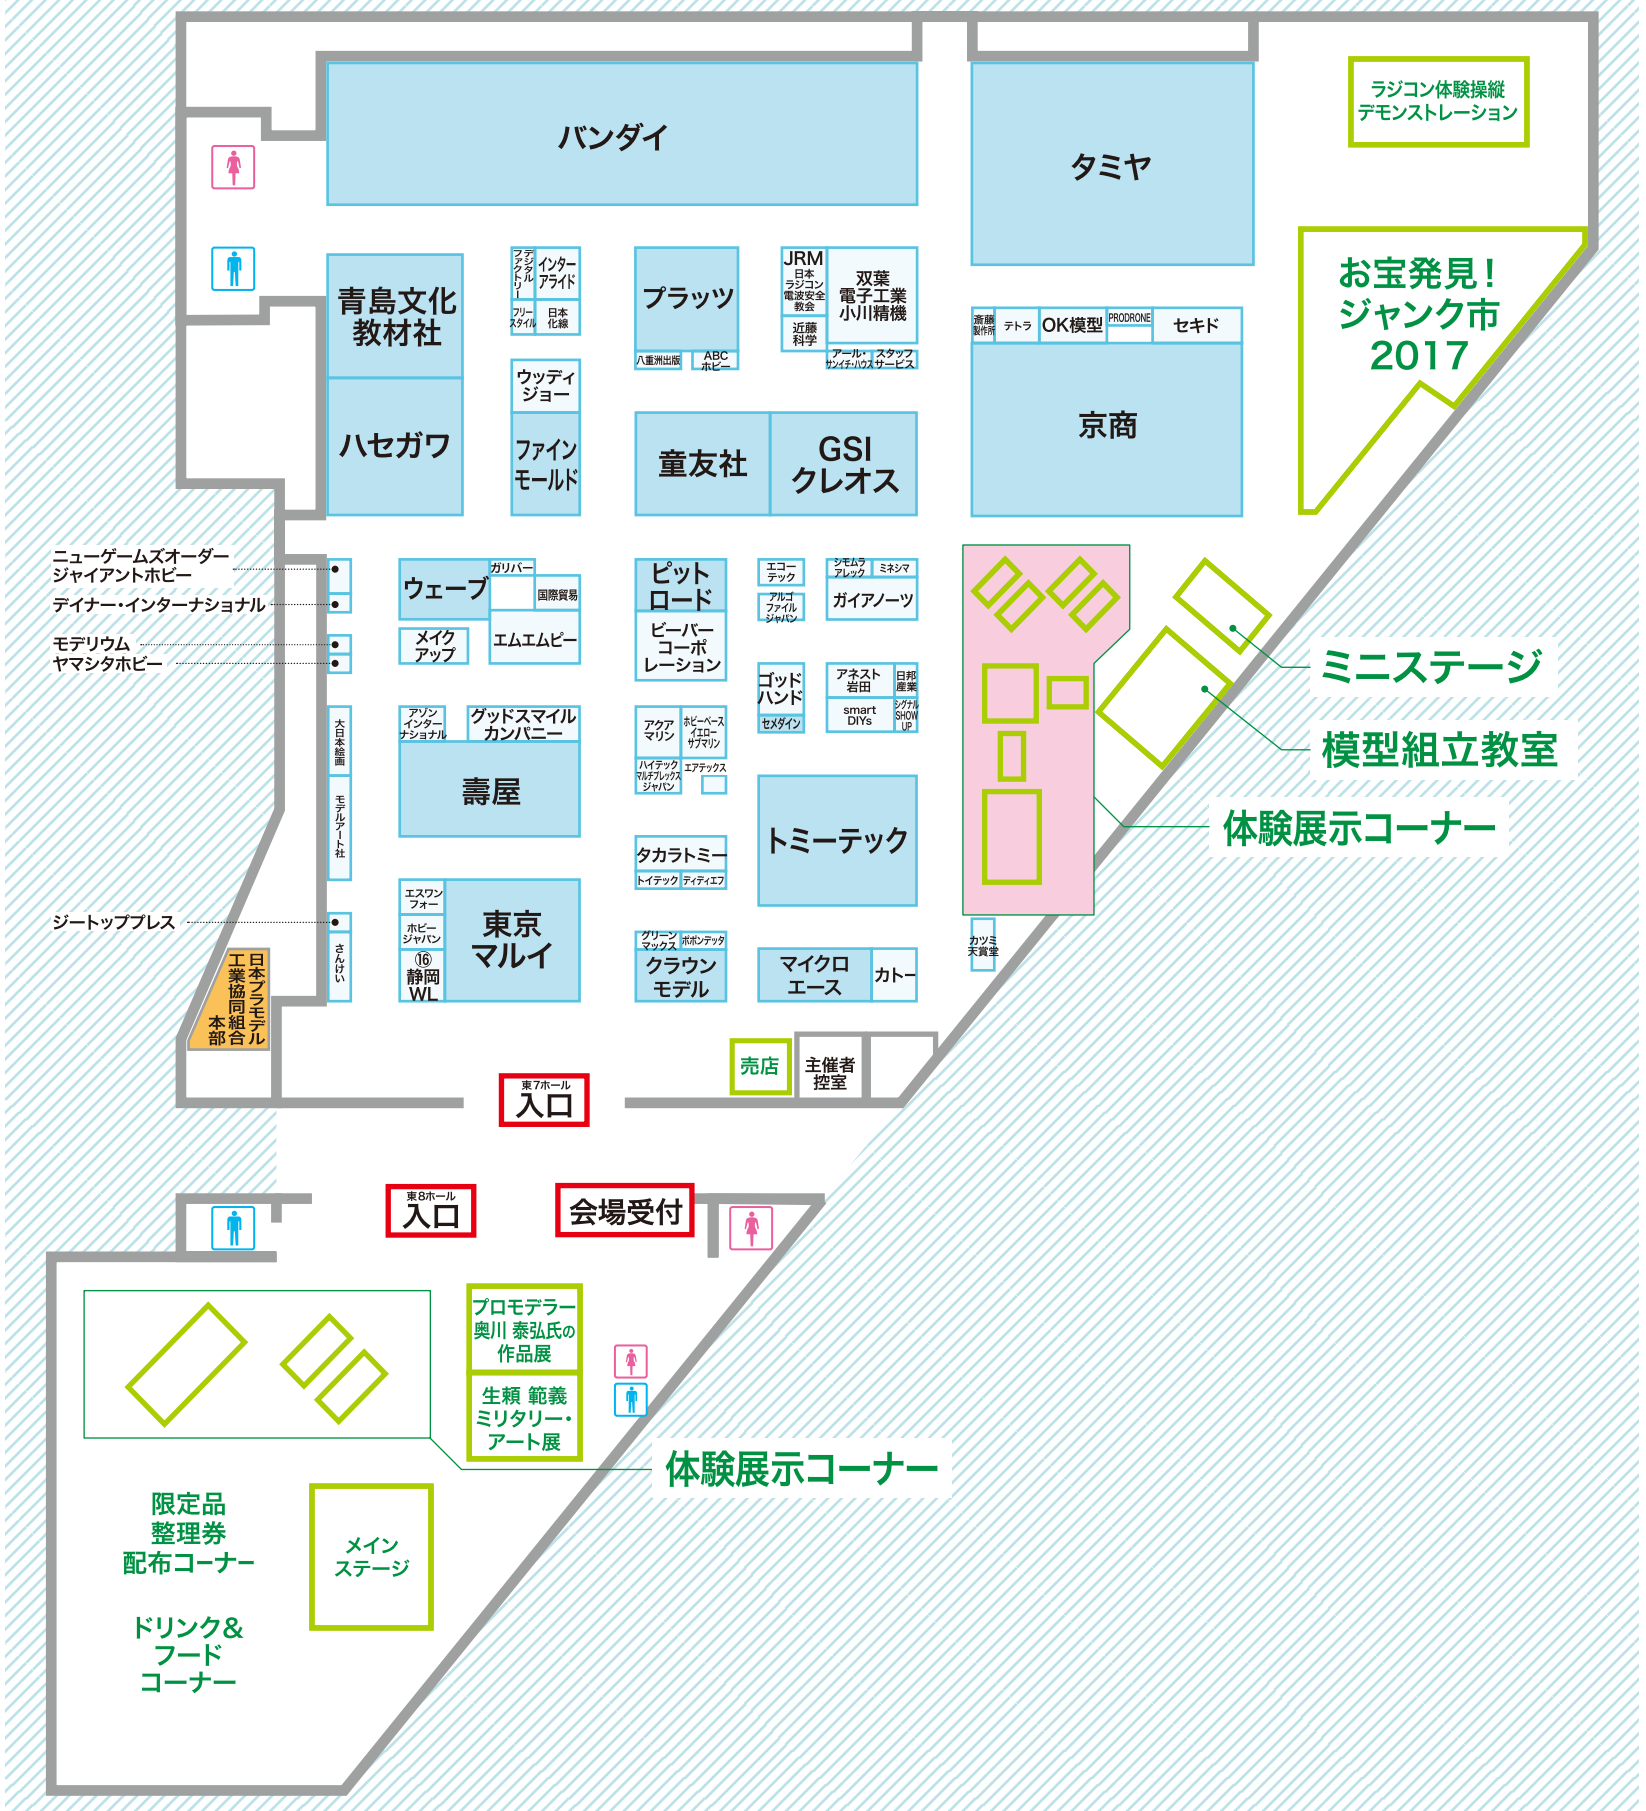 バンダイ
タミヤ
ラジコン体験操縦
デモンストレーション
お宝発見！
ジャンク市
2017
青島文化
教材社
ハセガワ
デジタル
ファクトリー
インター
アライド
フリー
スタイル
日本
化線
ウッディ
ジョー
ファイン
モールド
プラッツ
八重洲出版
ABC
ホビー
JRM
日本
ラジコン
電波安全
教会
近藤
科学
双葉
電子工業
小川精機
アール・
サンイチ・ハウス
スタッフ
サービス
童友社
GSI
クレオス
斎藤
製作所
テトラ
OK模型
PRODRONE
セキド
京商
ニューゲームズオーダー
ジャイアントホビー
デイナー・インターナショナル
モデリウム
ヤマシタホビー
ウェーブ
ガリバー
国際貿易
メイク
アップ
エムエムピー
ピット
ロード
ビーバー
コーポ
レーション
エコー
テック
アルゴ
ファイル
ジャパン
シモムラ
アレック
ミネシマ
ガイアノーツ
ゴッド
ハンド
セメダイン
アネスト
岩田
日邦
産業
smart
DIYs
シグナル
SHOW
UP
ミニステージ
模型組立教室
体験展示コーナー
大日本絵画
モデルアート社
アゾン
インター
ナショナル
グッドスマイル
カンパニー
壽屋
アクア
マリン
ホビーベース
イエロー
サブマリン
ハイテック
マルチプレックス
ジャパン
エアテックス
トミーテック
タカラトミー
トイテック
ディディエフ
ジートッププレス
さんけい
エスワン
フォー
ホビー
ジャパン
⑯
静岡
WL
東京
マルイ
グリーン
マックス
ポポンデッタ
クラウン
モデル
マイクロ
エース
カトー
カツミ
天賞堂
日本プラモデル
工業協同組合
本部
売店
主催者
控室
東7ホール
入口
東8ホール
入口
会場受付
プロモデラー
奥川 泰弘氏の
作品展
生頼 範義
ミリタリー・
アート展
体験展示コーナー
限定品
整理券
配布コーナー
メイン
ステージ
ドリンク＆
フード
コーナー